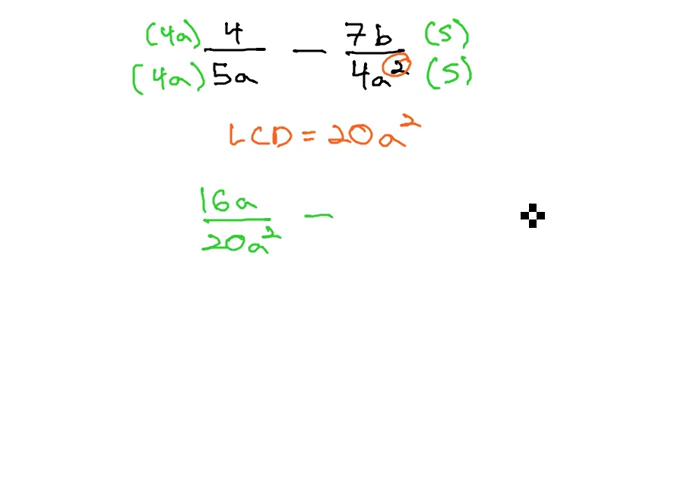 (4a) 4/5a (4a) − 7b/4a² (5) (5)
LCD = 20a²
16a/20a² −